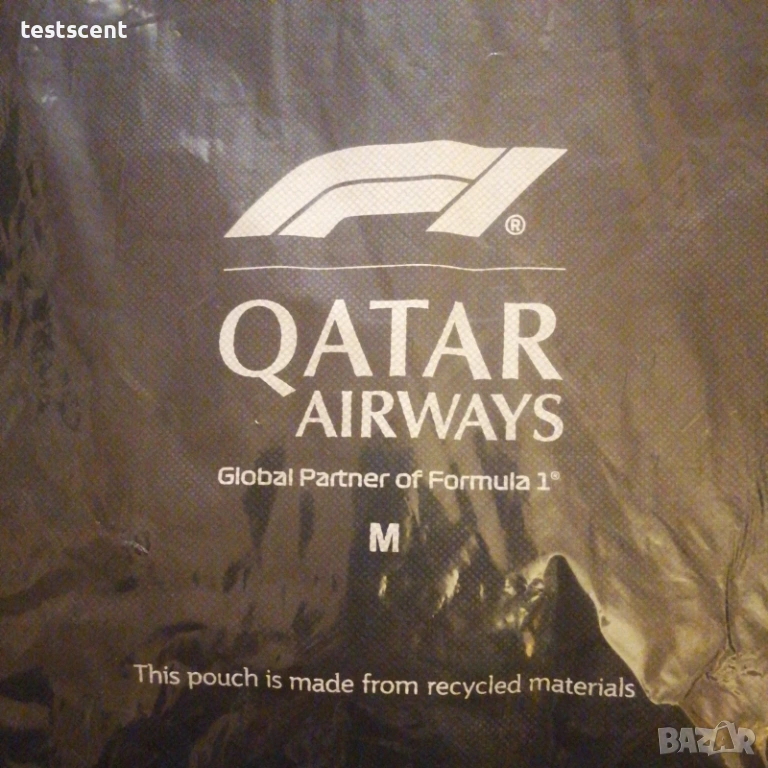 testscent
F1®
QATAR
AIRWAYS
Global Partner of Formula 1®
M
This pouch is made from recycled materials
BAZAR